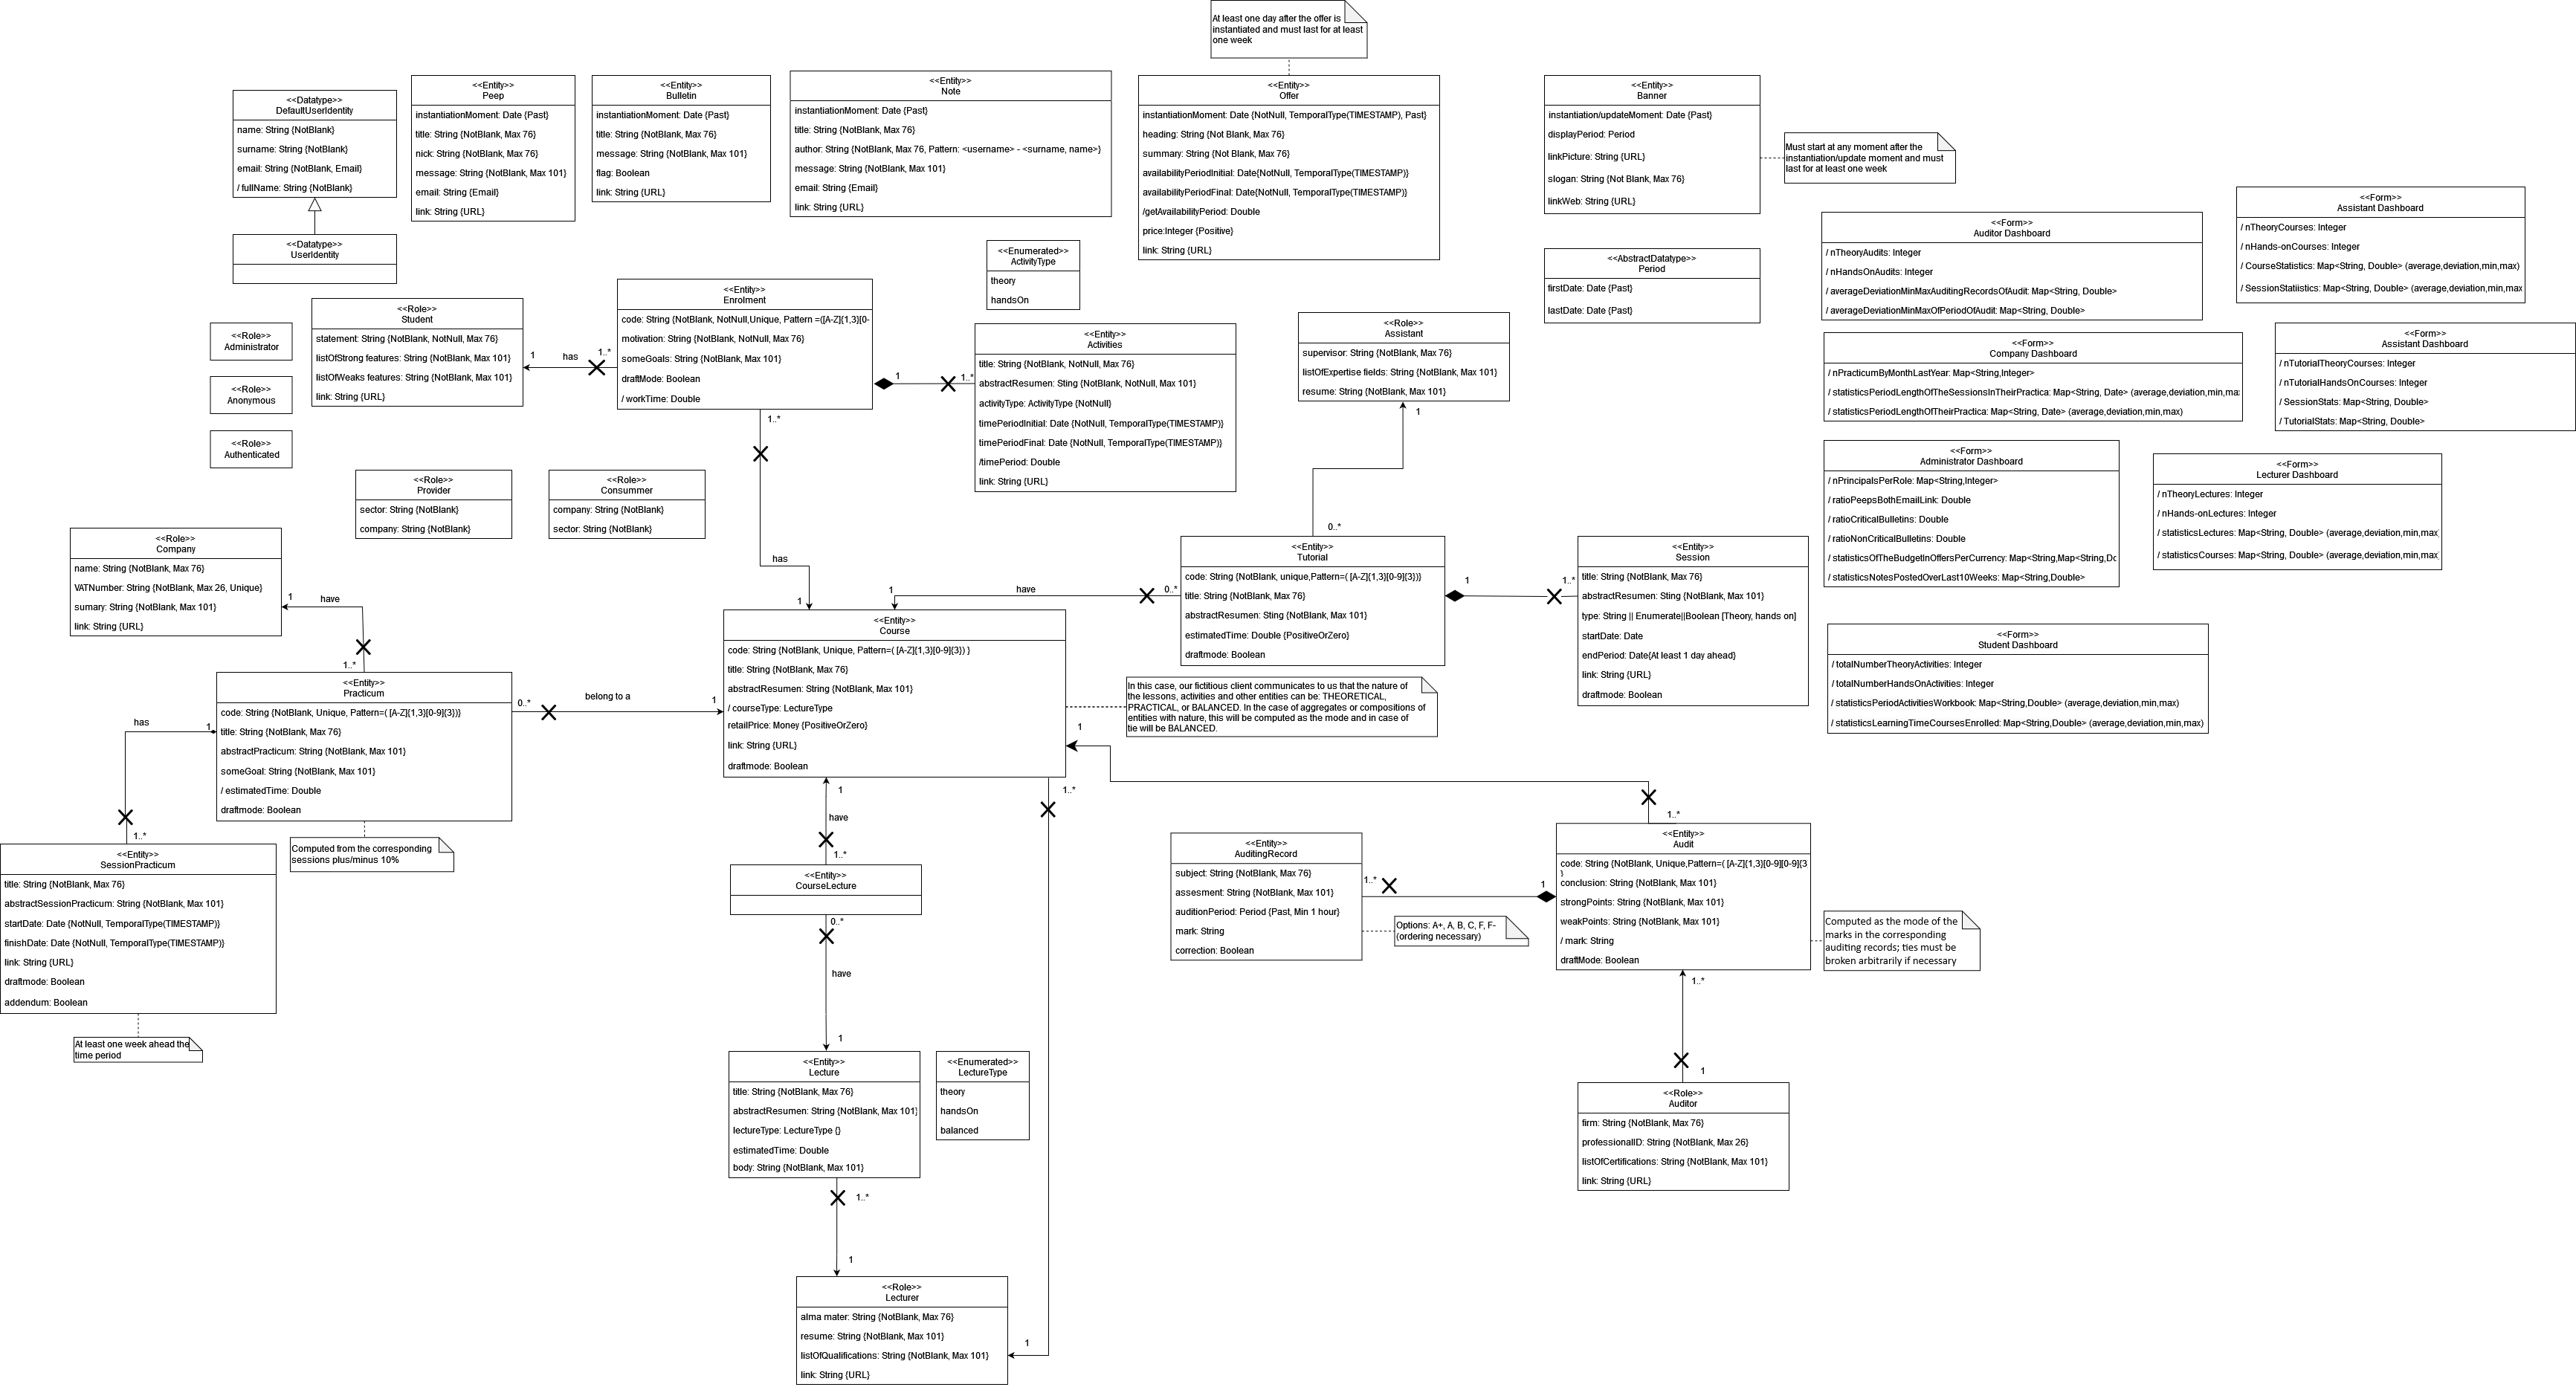 At least one day after the offer is
instantiated and must last for at least
one week
<<Datatype>>
DefaultUserIdentity
name: String {NotBlank}
surname: String {NotBlank}
email: String {NotBlank, Email}
/ fullName: String {NotBlank}
<<Datatype>>
UserIdentity
<<Entity>>
Peep
instantiationMoment: Date {Past}
title: String {NotBlank, Max 76}
nick: String {NotBlank, Max 76}
message: String {NotBlank, Max 101}
email: String {Email}
link: String {URL}
<<Entity>>
Bulletin
instantiationMoment: Date {Past}
title: String {NotBlank, Max 76}
message: String {NotBlank, Max 101}
flag: Boolean
link: String {URL}
<<Entity>>
Note
instantiationMoment: Date {Past}
title: String {NotBlank, Max 76}
author: String {NotBlank, Max 76, Pattern: <username> - <surname, name>}
message: String {NotBlank, Max 101}
email: String {Email}
link: String {URL}
<<Entity>>
Offer
instantiationMoment: Date {NotNull, TemporalType(TIMESTAMP), Past}
heading: String {Not Blank, Max 76}
summary: String {Not Blank, Max 76}
availabilityPeriodInitial: Date{NotNull, TemporalType(TIMESTAMP)}
availabilityPeriodFinal: Date{NotNull, TemporalType(TIMESTAMP)}
/getAvailabilityPeriod: Double
price:Integer {Positive}
link: String {URL}
<<Entity>>
Banner
instantiation/updateMoment: Date {Past}
displayPeriod: Period
linkPicture: String {URL}
slogan: String {Not Blank, Max 76}
linkWeb: String {URL}
Must start at any moment after the
instantiation/update moment and must
last for at least one week
<<AbstractDatatype>>
Period
firstDate: Date {Past}
lastDate: Date {Past}
<<Form>>
Auditor Dashboard
/ nTheoryAudits: Integer
/ nHandsOnAudits: Integer
/ averageDeviationMinMaxAuditingRecordsOfAudit: Map<String, Double>
/ averageDeviationMinMaxOfPeriodOfAudit: Map<String, Double>
<<Form>>
Assistant Dashboard
/ nTheoryCourses: Integer
/ nHands-onCourses: Integer
/ CourseStatistics: Map<String, Double> (average,deviation,min,max)
/ SessionStatiistics: Map<String, Double> (average,deviation,min,max
<<Form>>
Company Dashboard
/ nPracticumByMonthLastYear: Map<String,Integer>
/ statisticsPeriodLengthOfTheSessionsInTheirPractica: Map<String, Date> (average,deviation,min,ma
/ statisticsPeriodLengthOfTheirPractica: Map<String, Date> (average,deviation,min,max)
<<Form>>
Assistant Dashboard
/ nTutorialTheoryCourses: Integer
/ nTutorialHandsOnCourses: Integer
/ SessionStats: Map<String, Double>
/ TutorialStats: Map<String, Double>
<<Form>>
Administrator Dashboard
/ nPrincipalsPerRole: Map<String,Integer>
/ ratioPeepsBothEmailLink: Double
/ ratioCriticalBulletins: Double
/ ratioNonCriticalBulletins: Double
/ statisticsOfTheBudgetInOffersPerCurrency: Map<String,Map<String,Dc
/ statisticsNotesPostedOverLast10Weeks: Map<String,Double>
<<Form>>
Lecturer Dashboard
/ nTheoryLectures: Integer
/ nHands-onLectures: Integer
/ statisticsLectures: Map<String, Double> (average,deviation,min,max)
/ statisticsCourses: Map<String, Double> (average,deviation,min,max
<<Form>>
Student Dashboard
/ totalNumberTheoryActivities: Integer
/ totalNumberHandsOnActivities: Integer
/ statisticsPeriodActivitiesWorkbook: Map<String,Double> (average,deviation,min,max)
/ statisticsLearningTimeCoursesEnrolled: Map<String,Double> (average,deviation,min,max)
<<Role>>
Administrator
<<Role>>
Anonymous
<<Role>>
Authenticated
<<Role>>
Student
statement: String {NotBlank, NotNull, Max 76}
listOfStrong features: String {NotBlank, Max 101}
listOfWeaks features: String {NotBlank, Max 101}
link: String {URL}
1
has
1..*
<<Entity>>
Enrolment
code: String {NotBlank, NotNull,Unique, Pattern =([A-Z]{1,3}[0-
motivation: String {NotBlank, NotNull, Max 76}
someGoals: String {NotBlank, Max 101}
draftMode: Boolean
/ workTime: Double
1
1..*
1..*
has
1
<<Enumerated>>
ActivityType
theory
handsOn
<<Entity>>
Activities
title: String {NotBlank, NotNull, Max 76}
abstractResumen: Sting {NotBlank, NotNull, Max 101}
activityType: ActivityType {NotNull}
timePeriodInitial: Date {NotNull, TemporalType(TIMESTAMP)}
timePeriodFinal: Date {NotNull, TemporalType(TIMESTAMP)}
/timePeriod: Double
link: String {URL}
<<Role>>
Assistant
supervisor: String {NotBlank, Max 76}
listOfExpertise fields: String {NotBlank, Max 101}
resume: String {NotBlank, Max 101}
1
0..*
<<Role>>
Provider
sector: String {NotBlank}
company: String {NotBlank}
<<Role>>
Consummer
company: String {NotBlank}
sector: String {NotBlank}
<<Role>>
Company
name: String {NotBlank, Max 76}
VATNumber: String {NotBlank, Max 26, Unique}
sumary: String {NotBlank, Max 101}
link: String {URL}
1
have
1..*
<<Entity>>
Tutorial
code: String {NotBlank, unique,Pattern=( [A-Z]{1,3}[0-9]{3})}
title: String {NotBlank, Max 76}
abstractResumen: Sting {NotBlank, Max 101}
estimatedTime: Double {PositiveOrZero}
draftmode: Boolean
1
have
0..*
1
1..*
<<Entity>>
Session
title: String {NotBlank, Max 76}
abstractResumen: Sting {NotBlank, Max 101}
type: String || Enumerate||Boolean [Theory, hands on]
startDate: Date
endPeriod: Date{At least 1 day ahead}
link: String {URL}
draftmode: Boolean
<<Entity>>
Course
code: String {NotBlank, Unique, Pattern=( [A-Z]{1,3}[0-9]{3}) }
title: String {NotBlank, Max 76}
abstractResumen: String {NotBlank, Max 101}
/ courseType: LectureType
retailPrice: Money {PositiveOrZero}
link: String {URL}
draftmode: Boolean
In this case, our fictitious client communicates to us that the nature of
the lessons, activities and other entities can be: THEORETICAL,
PRACTICAL, or BALANCED. In the case of aggregates or compositions of
entities with nature, this will be computed as the mode and in case of
tie will be BALANCED.
<<Entity>>
Practicum
code: String {NotBlank, Unique, Pattern=( [A-Z]{1,3}[0-9]{3})}
title: String {NotBlank, Max 76}
abstractPracticum: String {NotBlank, Max 101}
someGoal: String {NotBlank, Max 101}
/ estimatedTime: Double
draftmode: Boolean
0..*
belong to a
1
has
1
1..*
Computed from the corresponding
sessions plus/minus 10%
<<Entity>>
SessionPracticum
title: String {NotBlank, Max 76}
abstractSessionPracticum: String {NotBlank, Max 101}
startDate: Date {NotNull, TemporalType(TIMESTAMP)}
finishDate: Date {NotNull, TemporalType(TIMESTAMP)}
link: String {URL}
draftmode: Boolean
addendum: Boolean
At least one week ahead the
time period
1
have
1..*
<<Entity>>
CourseLecture
0..*
have
1
1..*
1
1..*
<<Entity>>
AuditingRecord
subject: String {NotBlank, Max 76}
assesment: String {NotBlank, Max 101}
auditionPeriod: Period {Past, Min 1 hour}
mark: String
correction: Boolean
1..*
1
Options: A+, A, B, C, F, F-
(ordering necessary)
<<Entity>>
Audit
code: String {NotBlank, Unique,Pattern=( [A-Z]{1,3}[0-9][0-9]{3
}
conclusion: String {NotBlank, Max 101}
strongPoints: String {NotBlank, Max 101}
weakPoints: String {NotBlank, Max 101}
/ mark: String
draftMode: Boolean
Computed as the mode of the
marks in the corresponding
auditing records; ties must be
broken arbitrarily if necessary
1..*
1
<<Role>>
Auditor
firm: String {NotBlank, Max 76}
professionalID: String {NotBlank, Max 26}
listOfCertifications: String {NotBlank, Max 101}
link: String {URL}
<<Entity>>
Lecture
title: String {NotBlank, Max 76}
abstractResumen: String {NotBlank, Max 101}
lectureType: LectureType {}
estimatedTime: Double
body: String {NotBlank, Max 101}
<<Enumerated>>
LectureType
theory
handsOn
balanced
1..*
1
<<Role>>
Lecturer
alma mater: String {NotBlank, Max 76}
resume: String {NotBlank, Max 101}
listOfQualifications: String {NotBlank, Max 101}
link: String {URL}
1